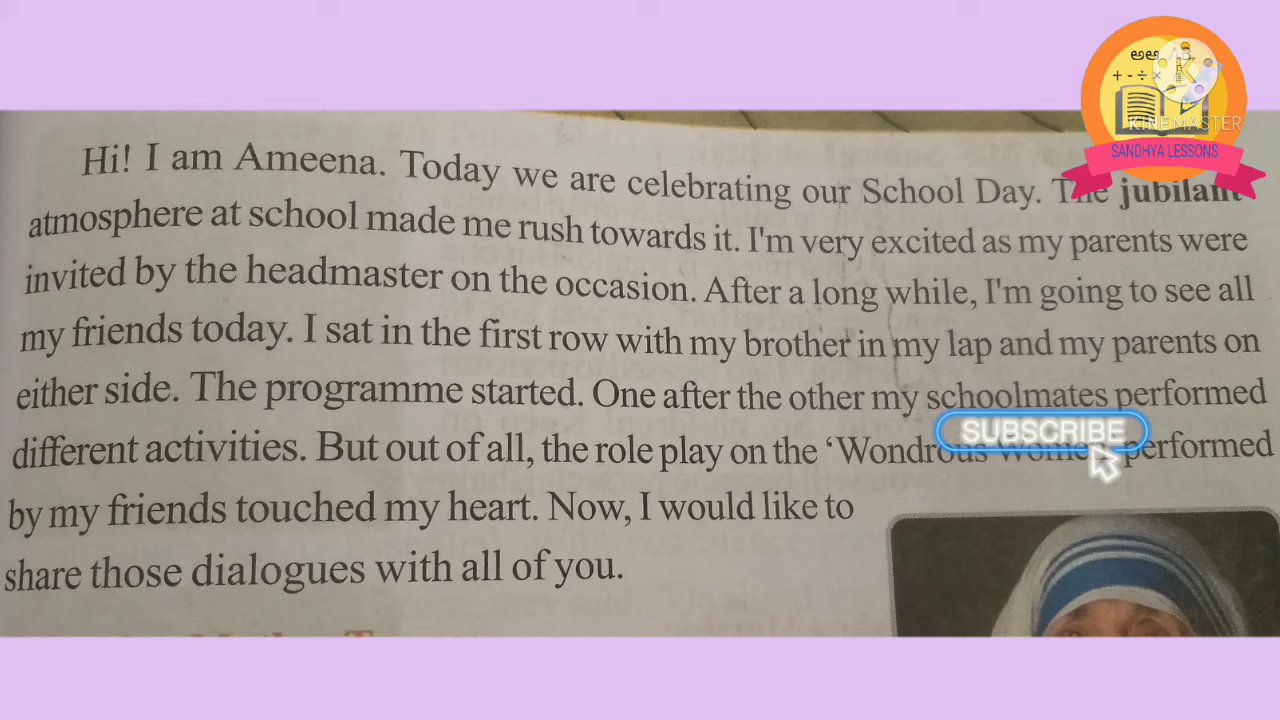 అఆ
+ - ÷ ×
KINEMASTER
SANDHYA LESSONS
Hi! I am Ameena. Today we are celebrating our School Day. The jubilant
atmosphere at school made me rush towards it. I'm very excited as my parents were
invited by the headmaster on the occasion. After a long while, I'm going to see all
my friends today. I sat in the first row with my brother in my lap and my parents on
either side. The programme started. One after the other my schoolmates performed
SUBSCRIBE
different activities. But out of all, the role play on the ‘Wondrous Women’ performed
by my friends touched my heart. Now, I would like to
share those dialogues with all of you.